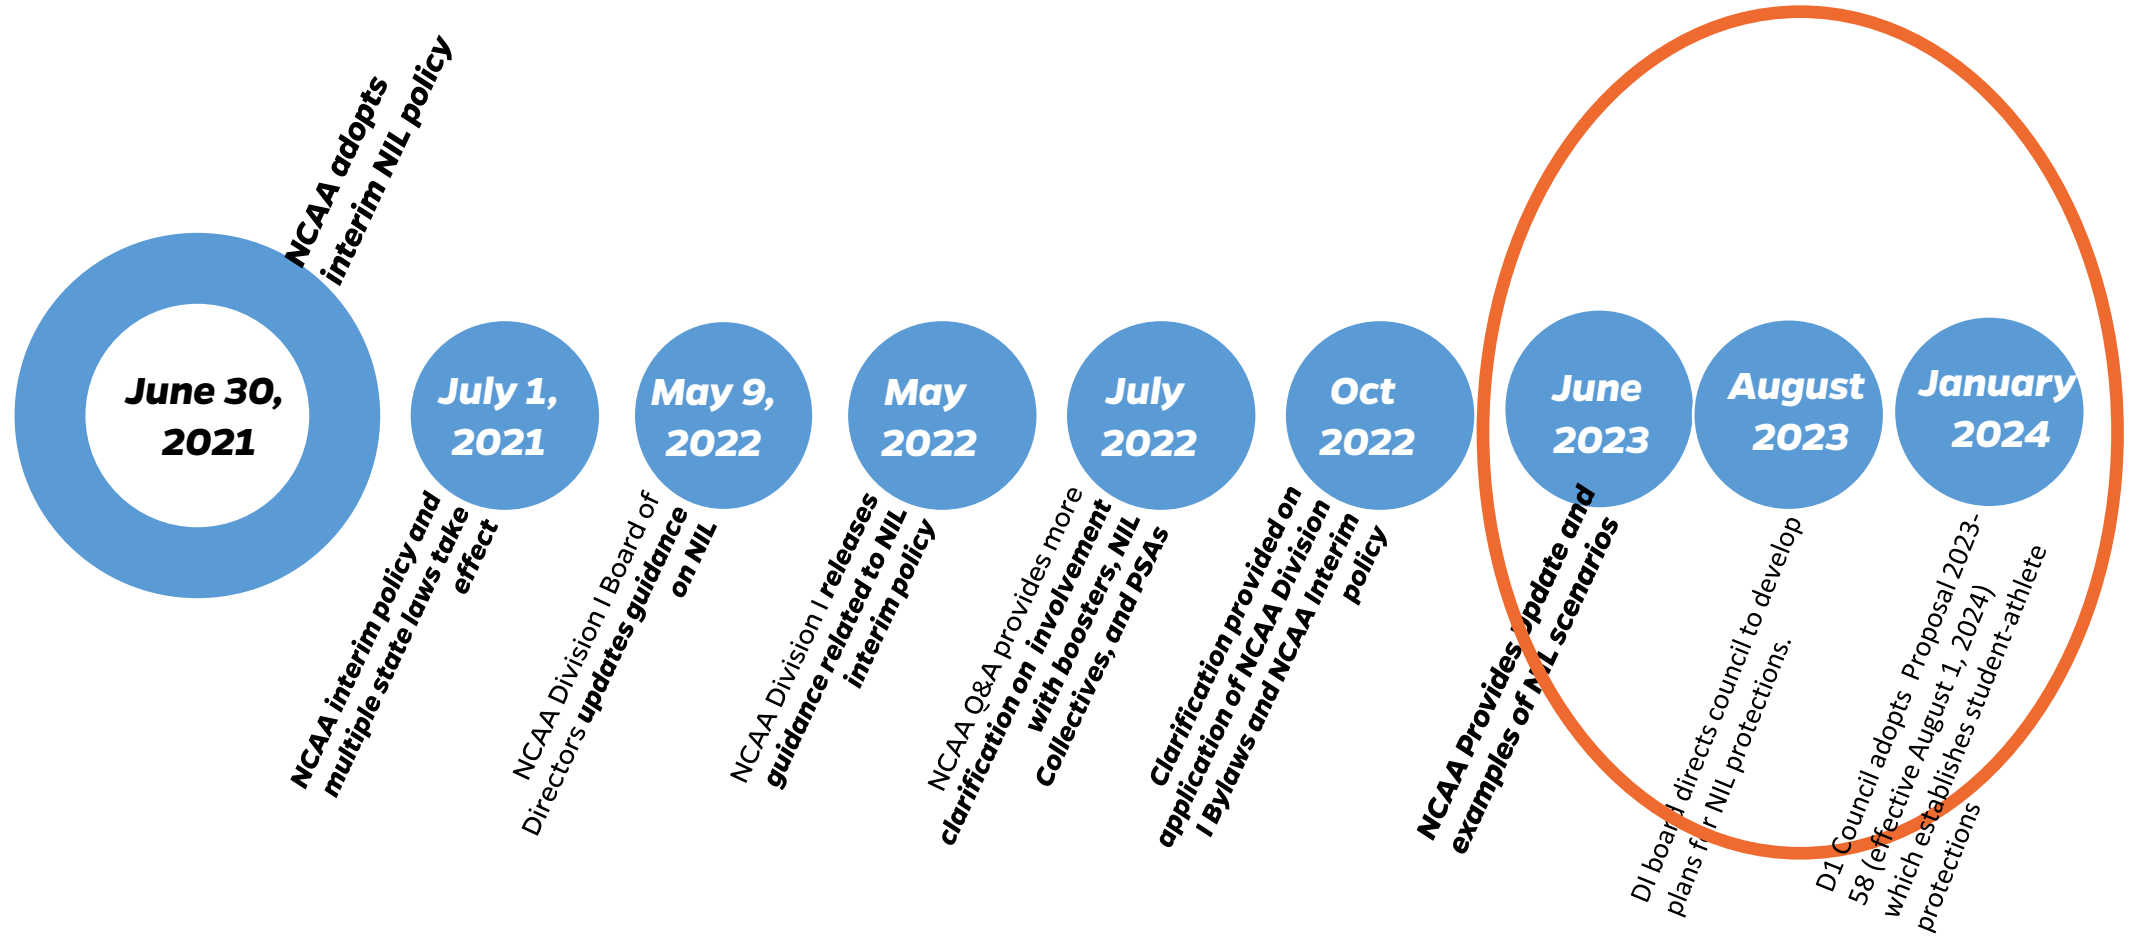 NCAA adopts
interim NIL policy
June 30,
2021
July 1,
2021
NCAA interim policy and
multiple state laws take
effect
May 9,
2022
NCAA Division I Board of
Directors updates guidance
on NIL
May
2022
NCAA Division I releases
guidance related to NIL
interim policy
July
2022
NCAA Q&A provides more
clarification on involvement
with boosters, NIL
Collectives, and PSAs
Oct
2022
Clarification provided on
application of NCAA Division
I Bylaws and NCAA Interim
policy
June
2023
NCAA Provides update and
examples of NIL scenarios
August
2023
DI board directs council to develop
plans for NIL protections.
January
2024
D1 Council adopts Proposal 2023-
58 (effective August 1, 2024)
which establishes student-athlete
protections